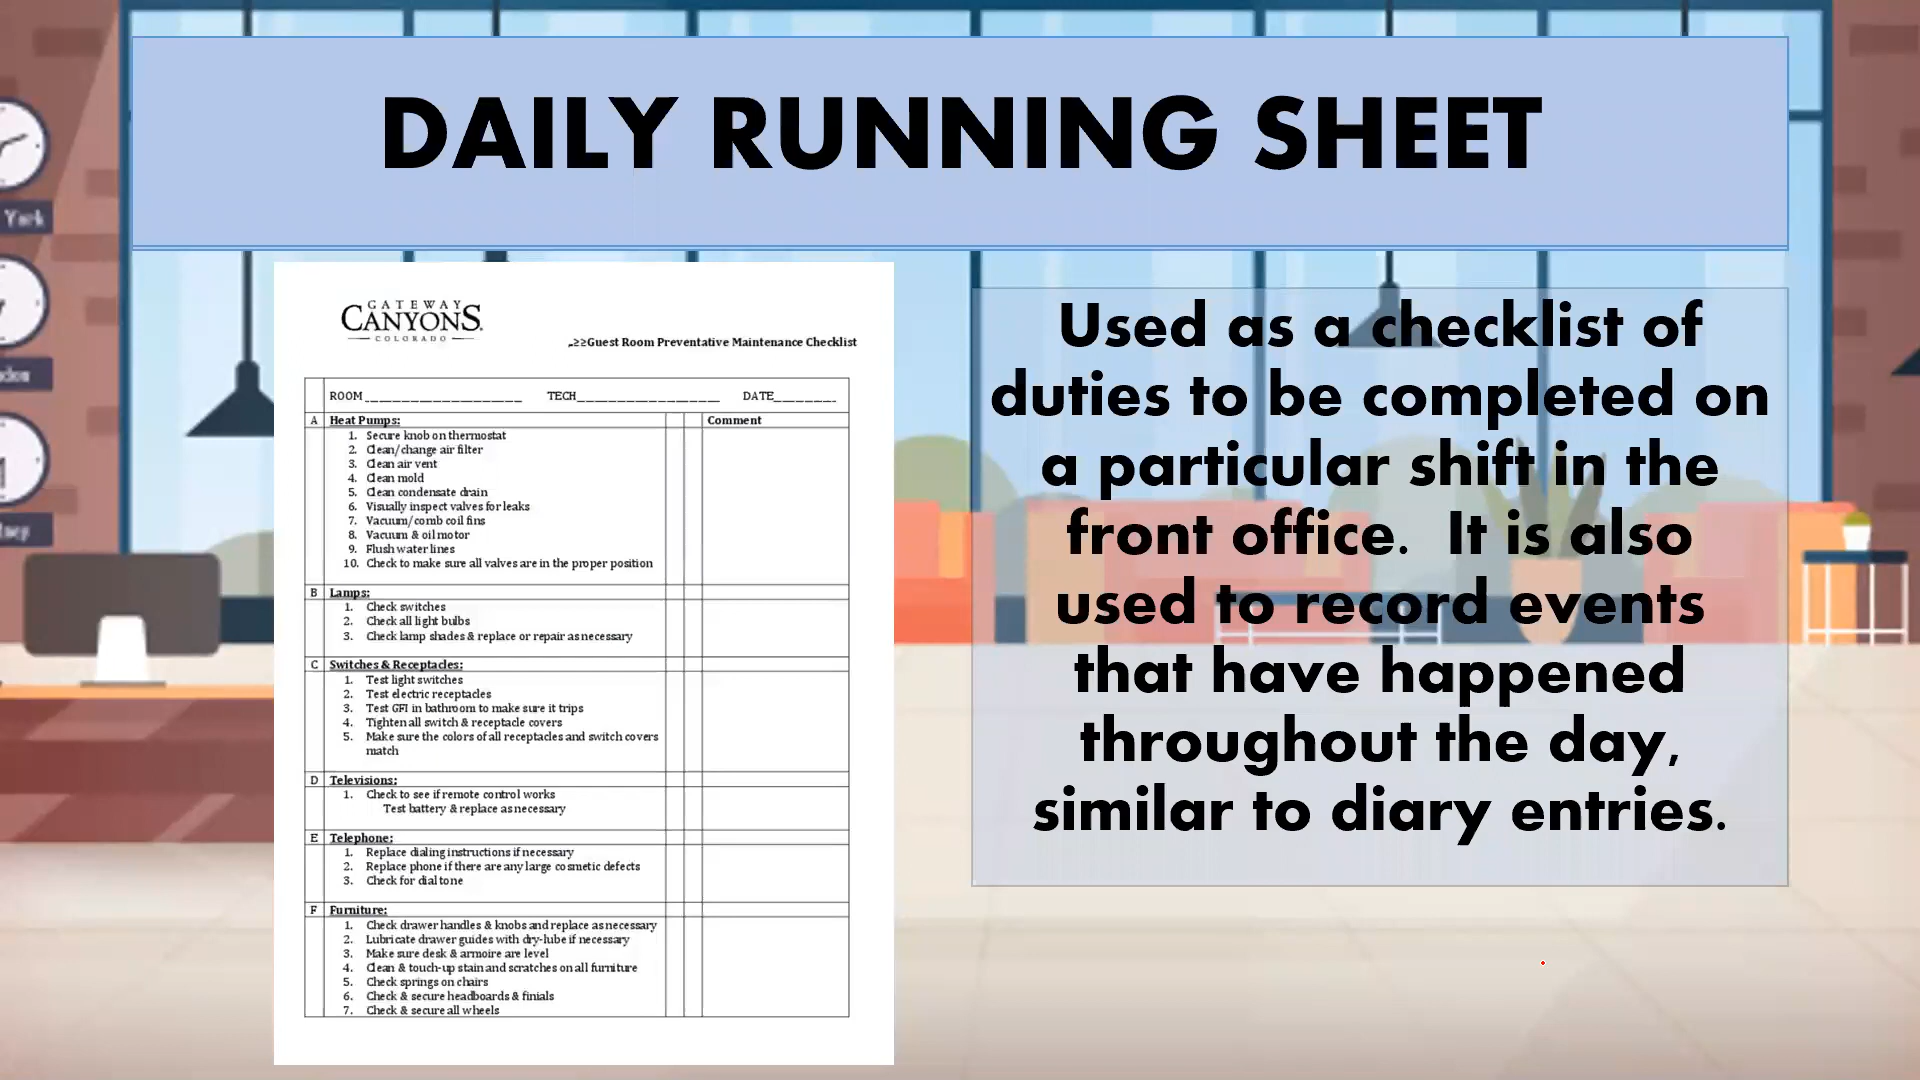 DAILY RUNNING SHEET
York
GATEWAY
CANYONS.
COLORADO
Guest Room Preventative Maintenance Checklist
ROOM____________________ TECH__________________ DATE________
A Heat Pumps: Comment
1. Secure knob on thermostat
2. Clean/change air filter
3. Clean air vent
4. Clean mold
5. Clean condensate drain
6. Visually inspect valves for leaks
7. Vacuum/comb coil fins
8. Vacuum & oil motor
9. Flush water lines
10. Check to make sure all valves are in the proper position
B Lamps:
1. Check switches
2. Check all light bulbs
3. Check lamp shades & replace or repair as necessary
C Switches & Receptacles:
1. Test light switches
2. Test electric receptacles
3. Test GFI in bathroom to make sure it trips
4. Tighten all switch & receptacle covers
5. Make sure the colors of all receptacles and switch covers
match
D Televisions:
1. Check to see if remote control works
Test battery & replace as necessary
E Telephone:
1. Replace dialing instructions if necessary
2. Replace phone if there are any large cosmetic defects
3. Check for dial tone
F Furniture:
1. Check drawer handles & knobs and replace as necessary
2. Lubricate drawer guides with dry-lube if necessary
3. Make sure desk & armoire are level
4. Clean & touch-up stain and scratches on all furniture
5. Check springs on chairs
6. Check & secure headboards & finials
7. Check & secure all wheels
Used as a checklist of
duties to be completed on
a particular shift in the
front office. It is also
used to record events
that have happened
throughout the day,
similar to diary entries.